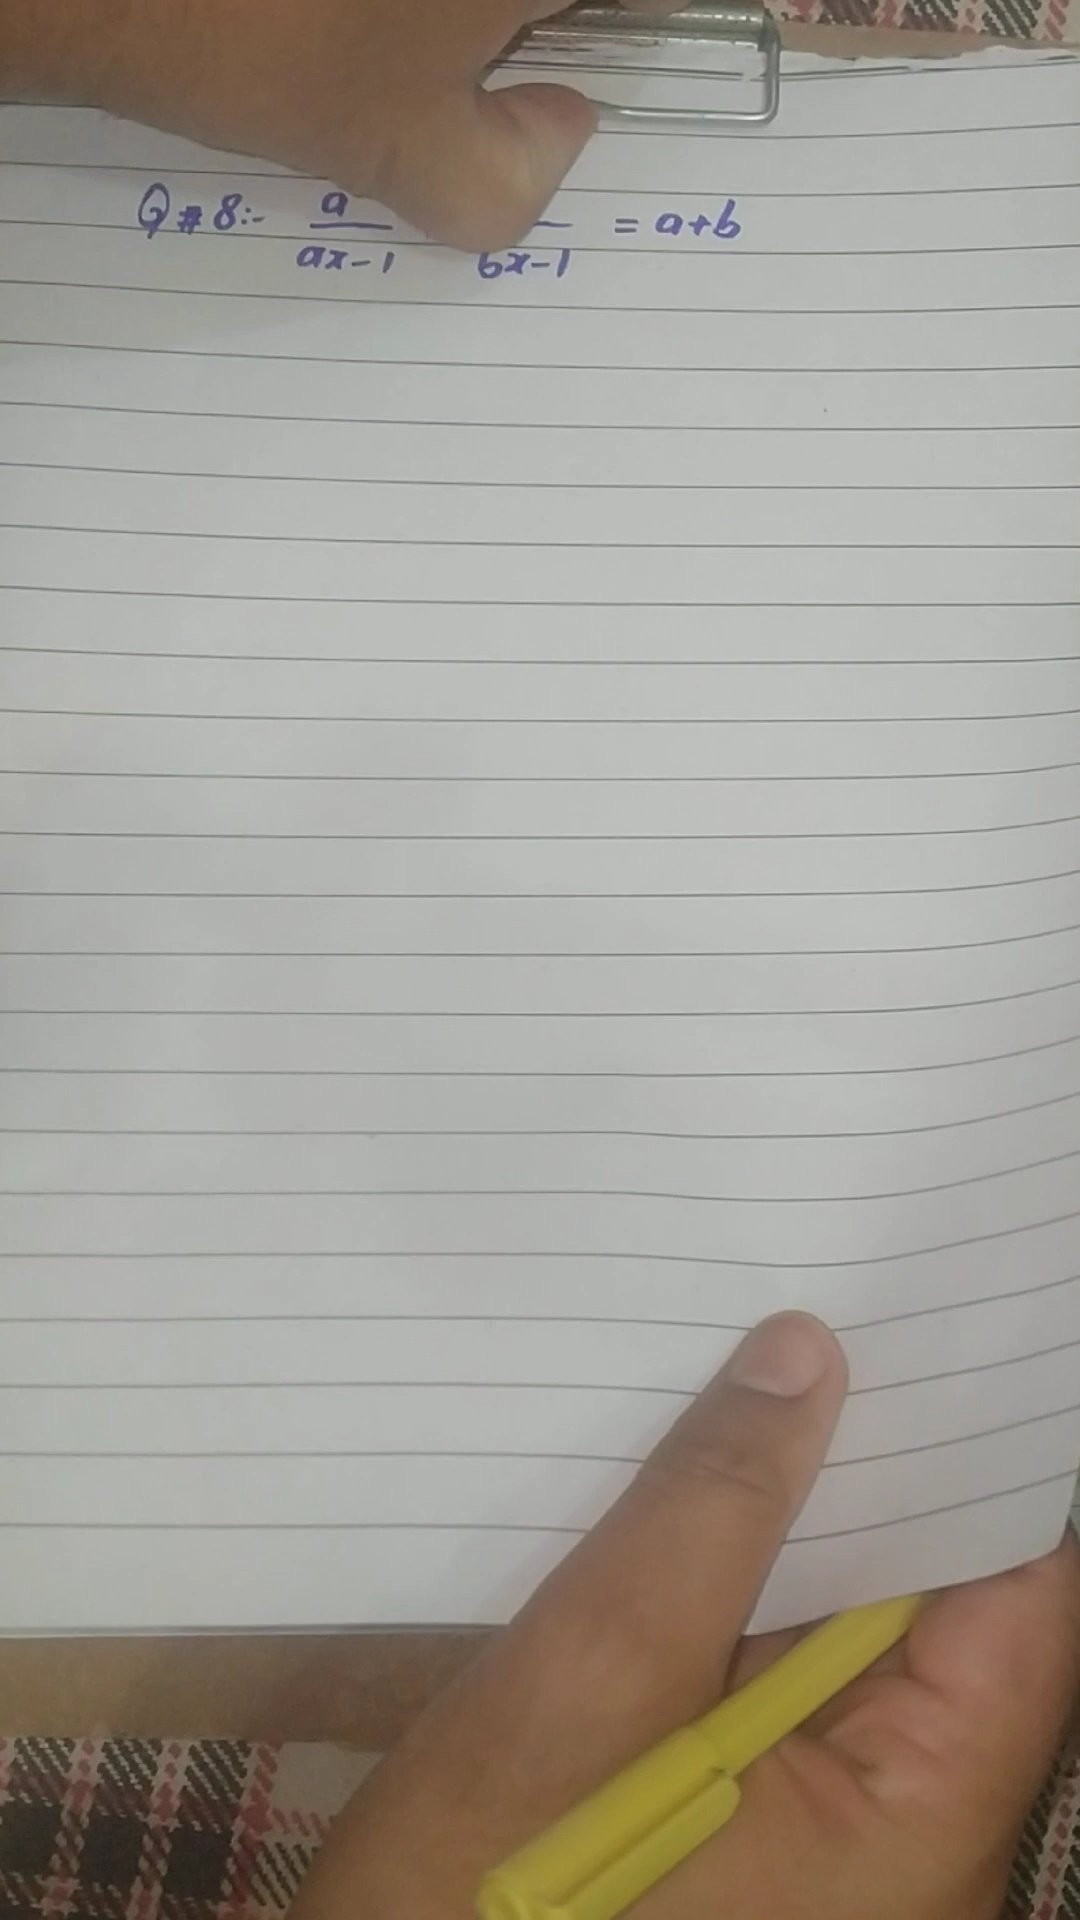 Q # 8:- a/(ax-1) /(bx-1) = a+b